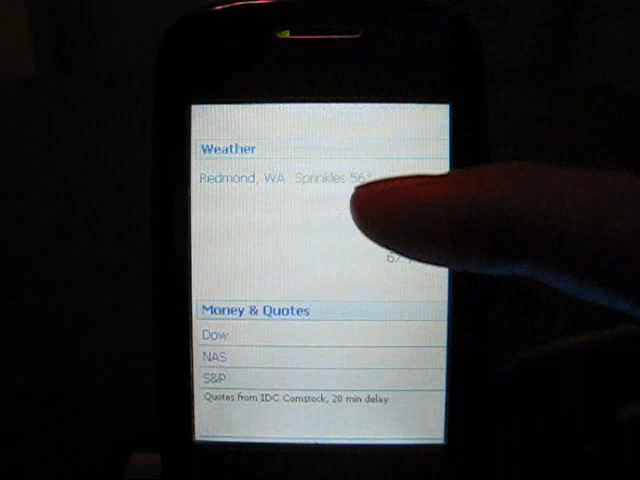 Weather
Redmond, WA Sprinkles 56°
Money & Quotes
Dow
NAS
S&P
Quotes from IDC Comstock, 20 min delay